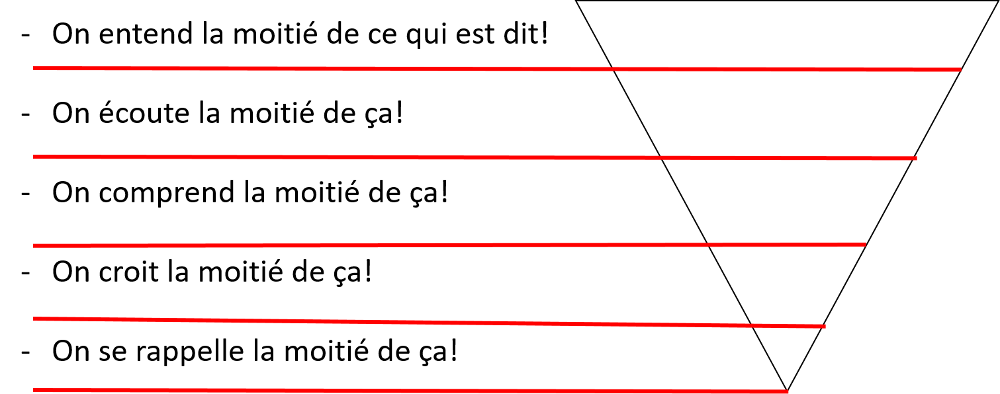 - On entend la moitié de ce qui est dit!
- On écoute la moitié de ça!
- On comprend la moitié de ça!
- On croit la moitié de ça!
- On se rappelle la moitié de ça!